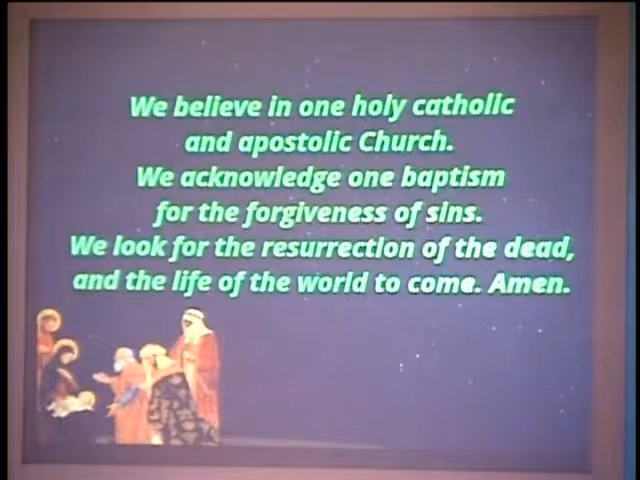 We believe in one holy catholic
and apostolic Church.
We acknowledge one baptism
for the forgiveness of sins.
We look for the resurrection of the dead,
and the life of the world to come. Amen.